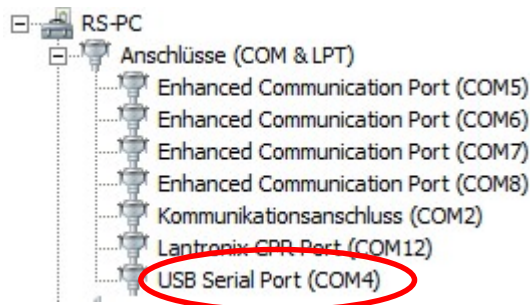 RS-PC
Anschlüsse (COM & LPT)
Enhanced Communication Port (COM5)
Enhanced Communication Port (COM6)
Enhanced Communication Port (COM7)
Enhanced Communication Port (COM8)
Kommunikationsanschluss (COM2)
Lantronix CPR Port (COM12)
USB Serial Port (COM4)